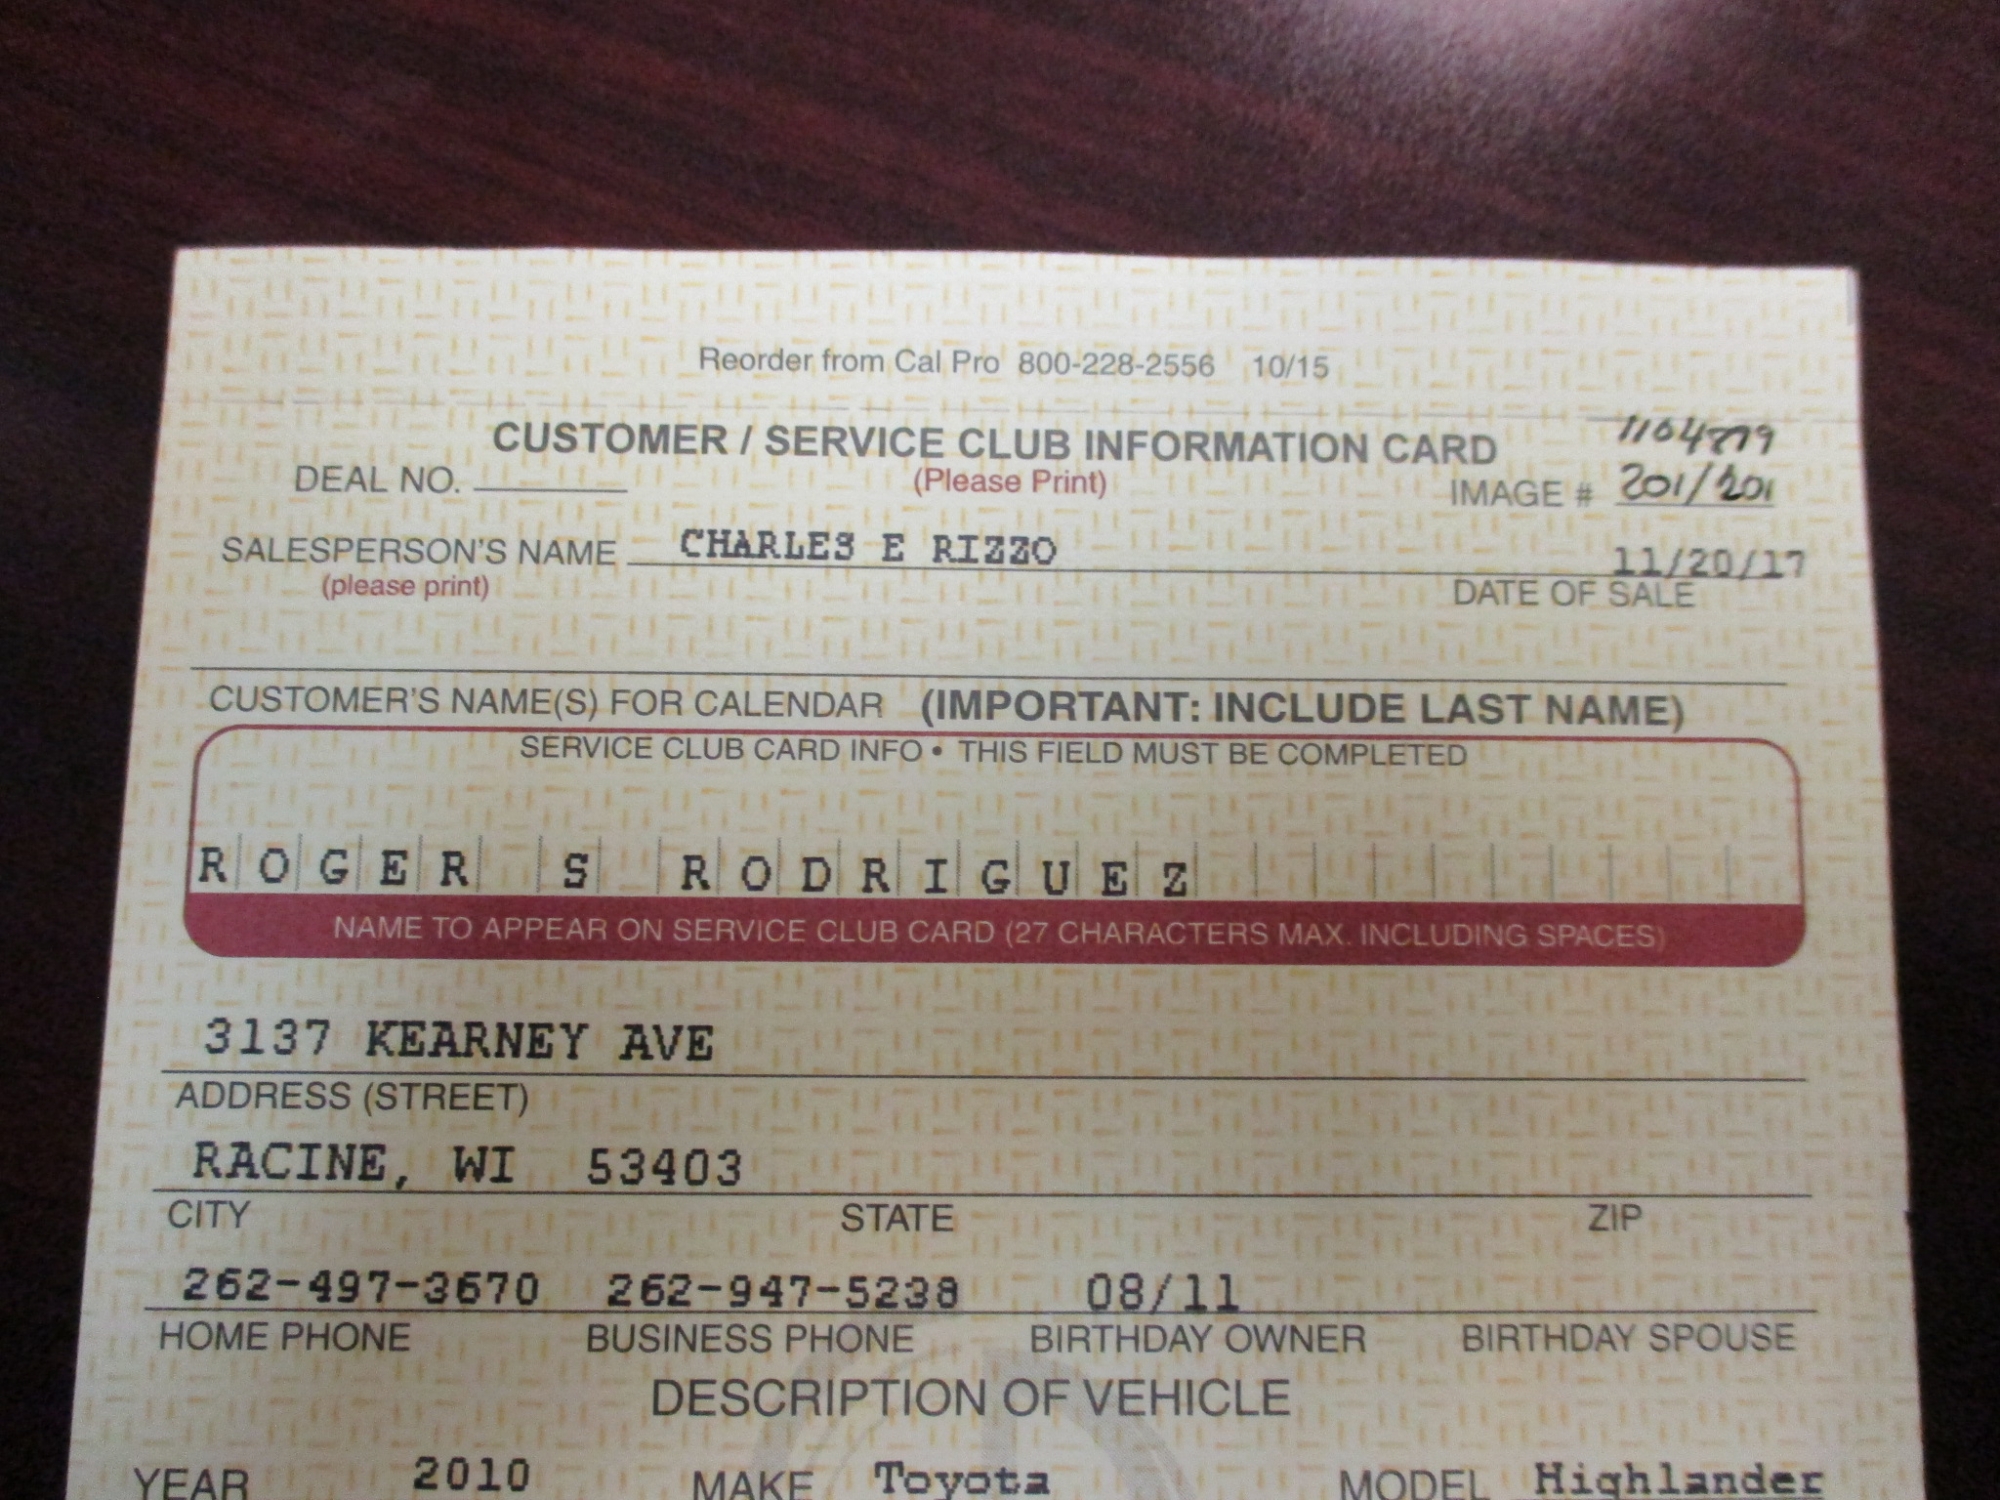 Reorder from Cal Pro 800-228-2556 10/15
CUSTOMER / SERVICE CLUB INFORMATION CARD
(Please Print)
DEAL NO.
IMAGE # 201/201
SALESPERSON'S NAME CHARLES E RIZZO
(please print)
11/20/17
DATE OF SALE
CUSTOMER'S NAME(S) FOR CALENDAR (IMPORTANT: INCLUDE LAST NAME)
SERVICE CLUB CARD INFO • THIS FIELD MUST BE COMPLETED
ROGER S RODRIGUEZ
NAME TO APPEAR ON SERVICE CLUB CARD (27 CHARACTERS MAX. INCLUDING SPACES)
3137 KEARNEY AVE
ADDRESS (STREET)
RACINE, WI 53403
CITY STATE ZIP
262-497-3670 262-947-5238 08/11
HOME PHONE BUSINESS PHONE BIRTHDAY OWNER BIRTHDAY SPOUSE
DESCRIPTION OF VEHICLE
YEAR 2010 MAKE Toyota MODEL Highlander